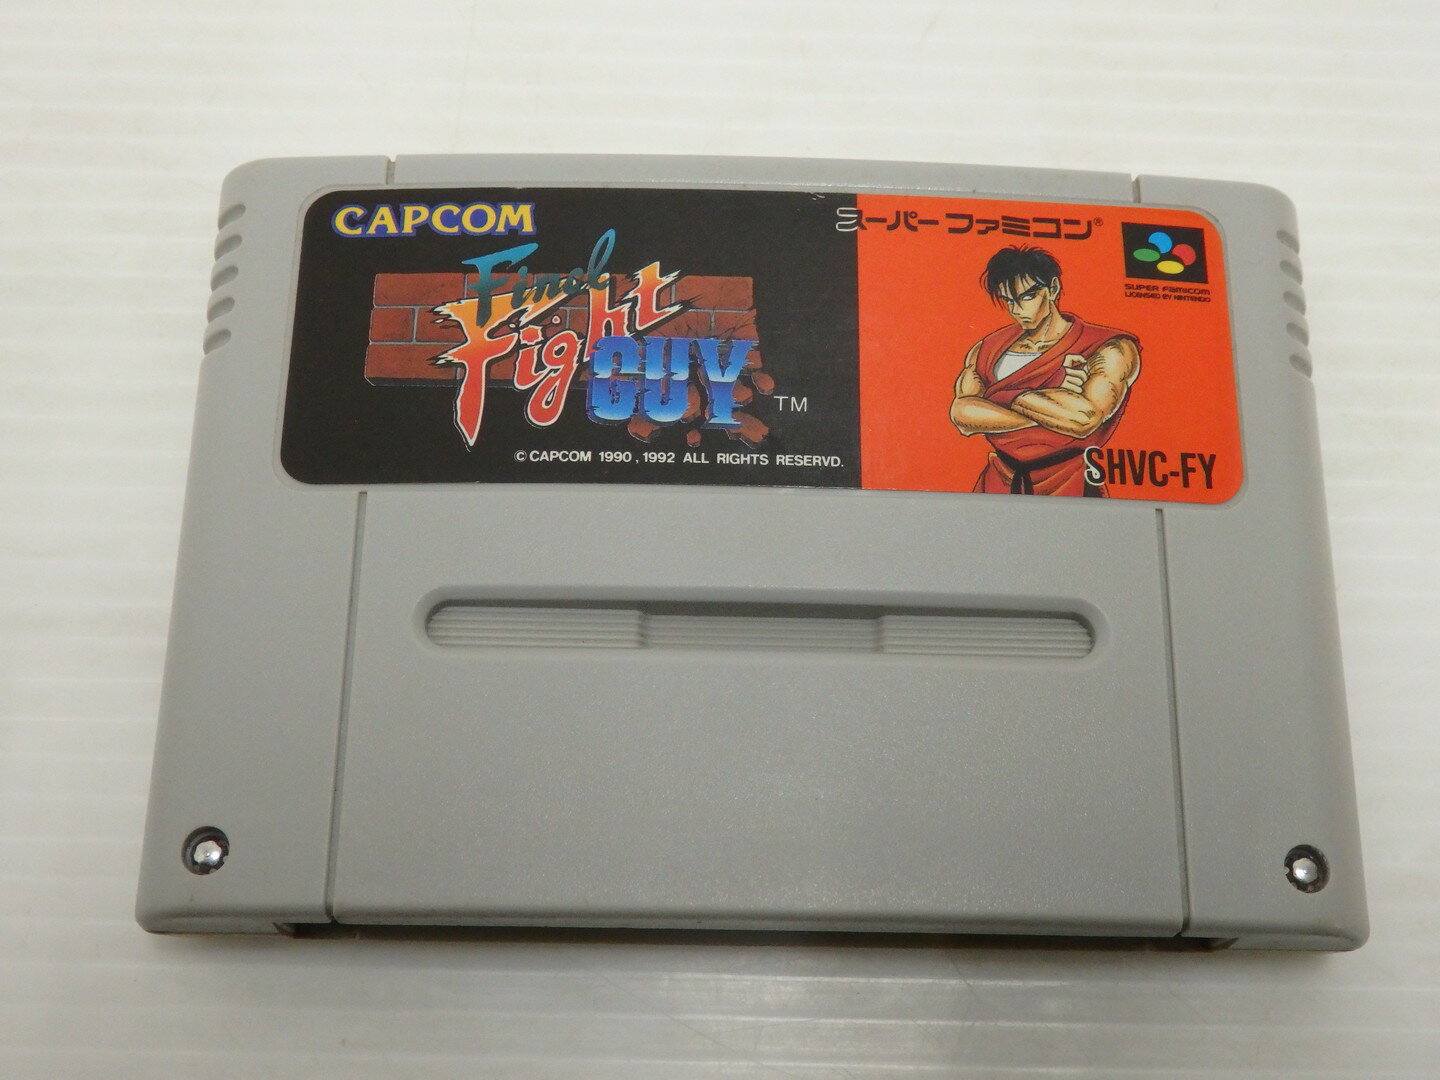 CAPCOM
Final
Fight
GUY
TM
© CAPCOM 1990, 1992 ALL RIGHTS RESERVD.
スーパーファミコン®
SUPER FAMICOM
LICENSED BY NINTENDO
SHVC-FY